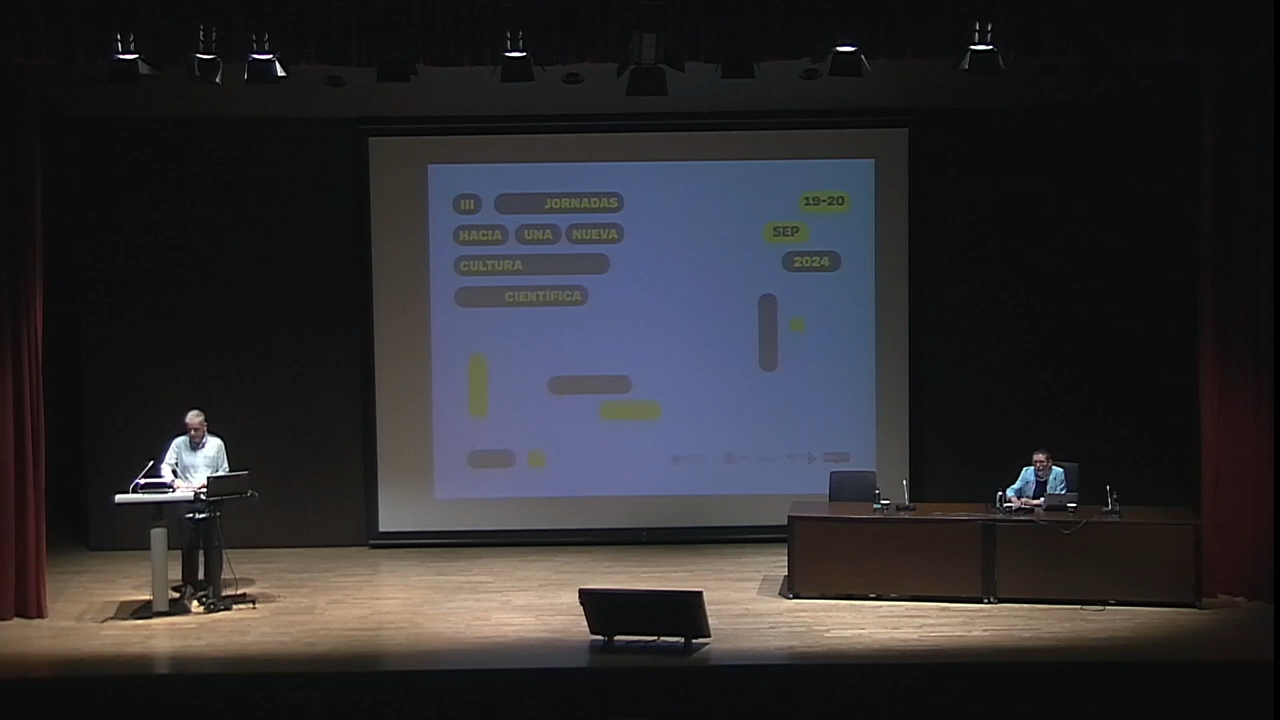 III JORNADAS
HACIA UNA NUEVA
CULTURA
CIENTÍFICA
19-20
SEP
2024